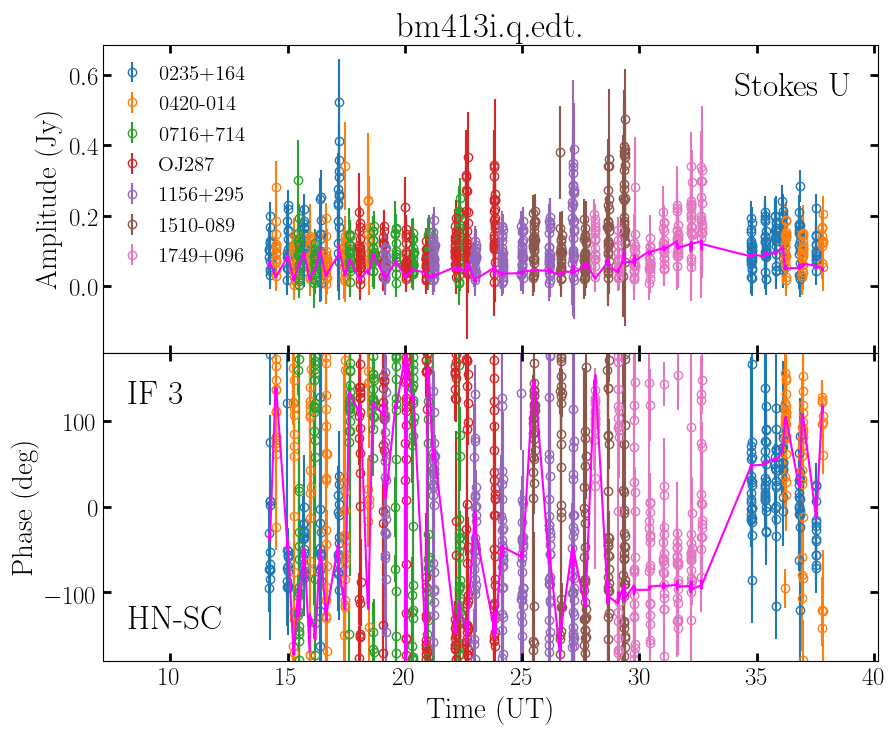 bm413i.q.edt.
Stokes U
0235+164
0420-014
0716+714
OJ287
1156+295
1510-089
1749+096
Amplitude (Jy)
0.6
0.4
0.2
0.0
IF 3
HN-SC
Phase (deg)
100
0
−100
10 15 20 25 30 35 40
Time (UT)